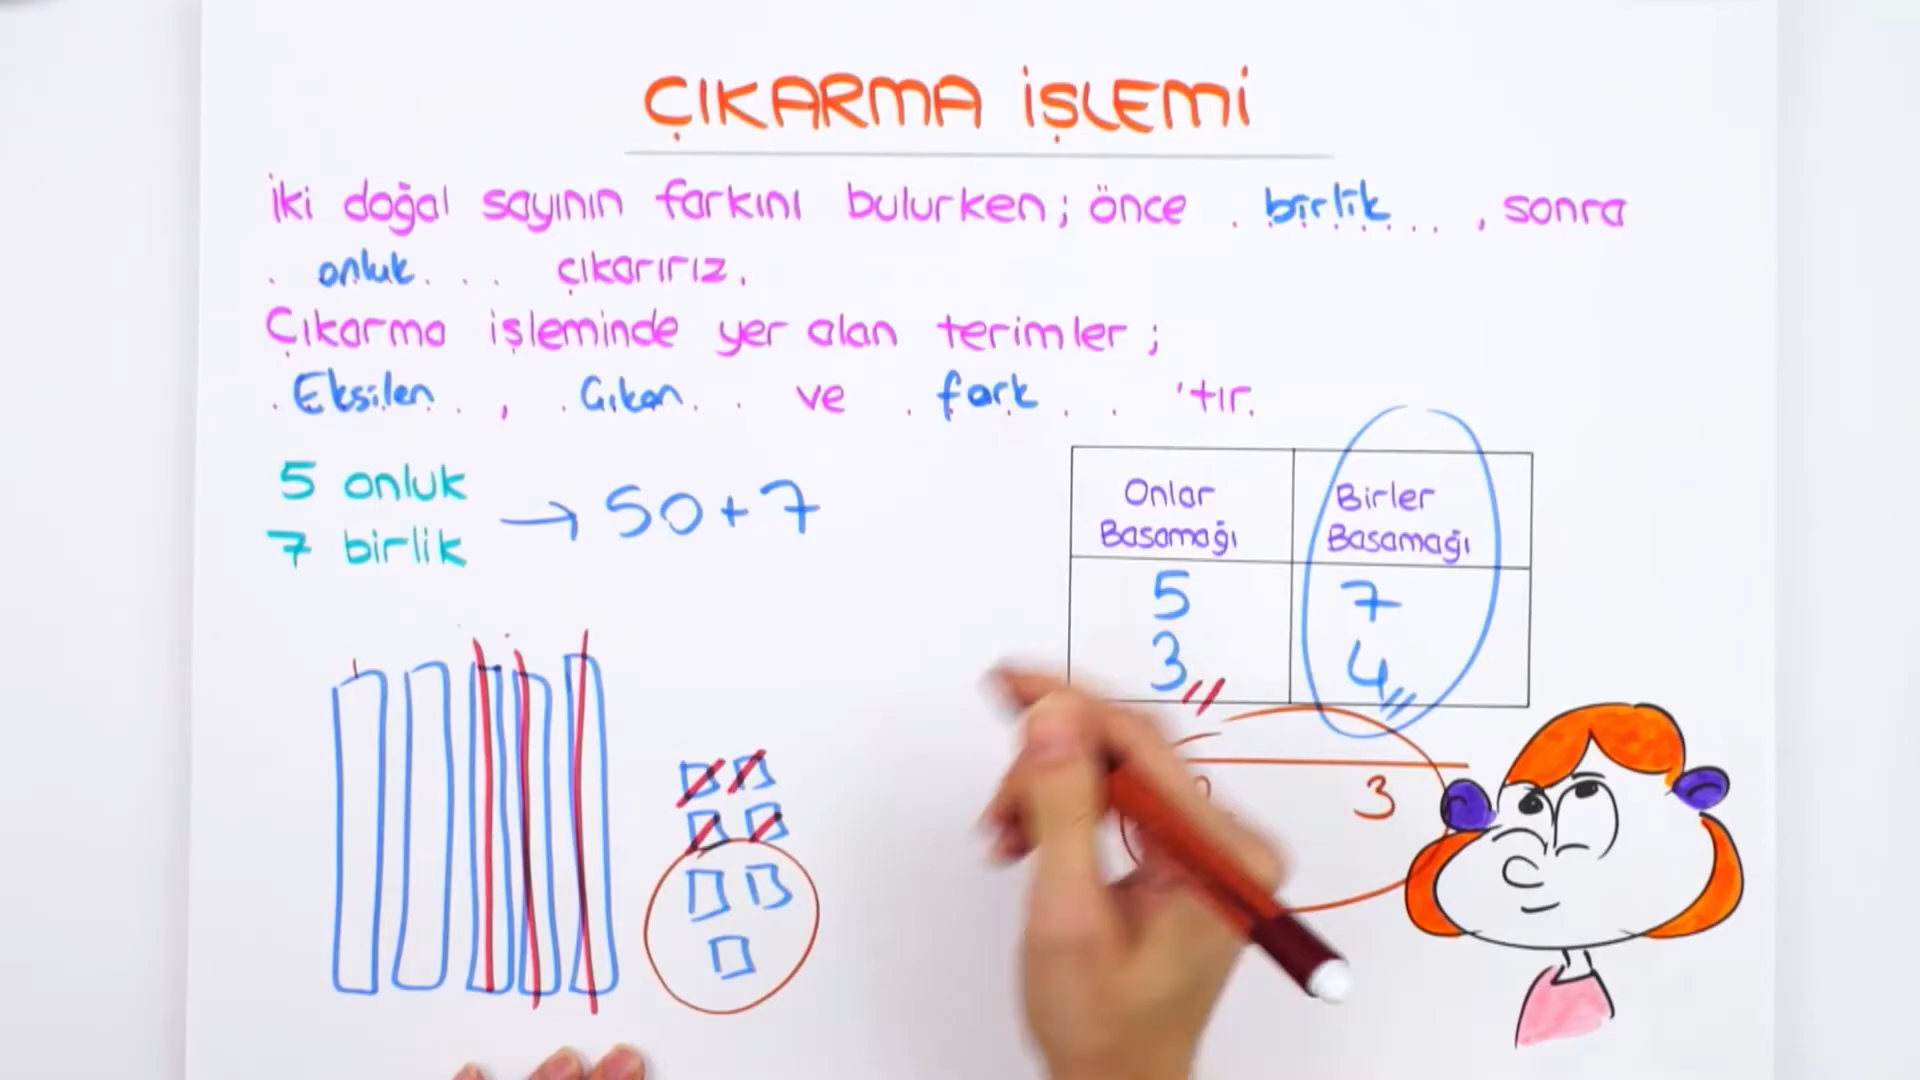 ÇIKARMA İŞLEMİ
İki doğal sayının farkını bulurken; önce . birlik... , sonra
. onluk. . . çıkarırız.
Çıkarma işleminde yer alan terimler ;
. Eksilen . , . Çıkan. . ve . fark . . 'tır.
5 onluk
7 birlik
→ 50+7
Onlar Basamağı
Birler Basamağı
5 7
3 4
3